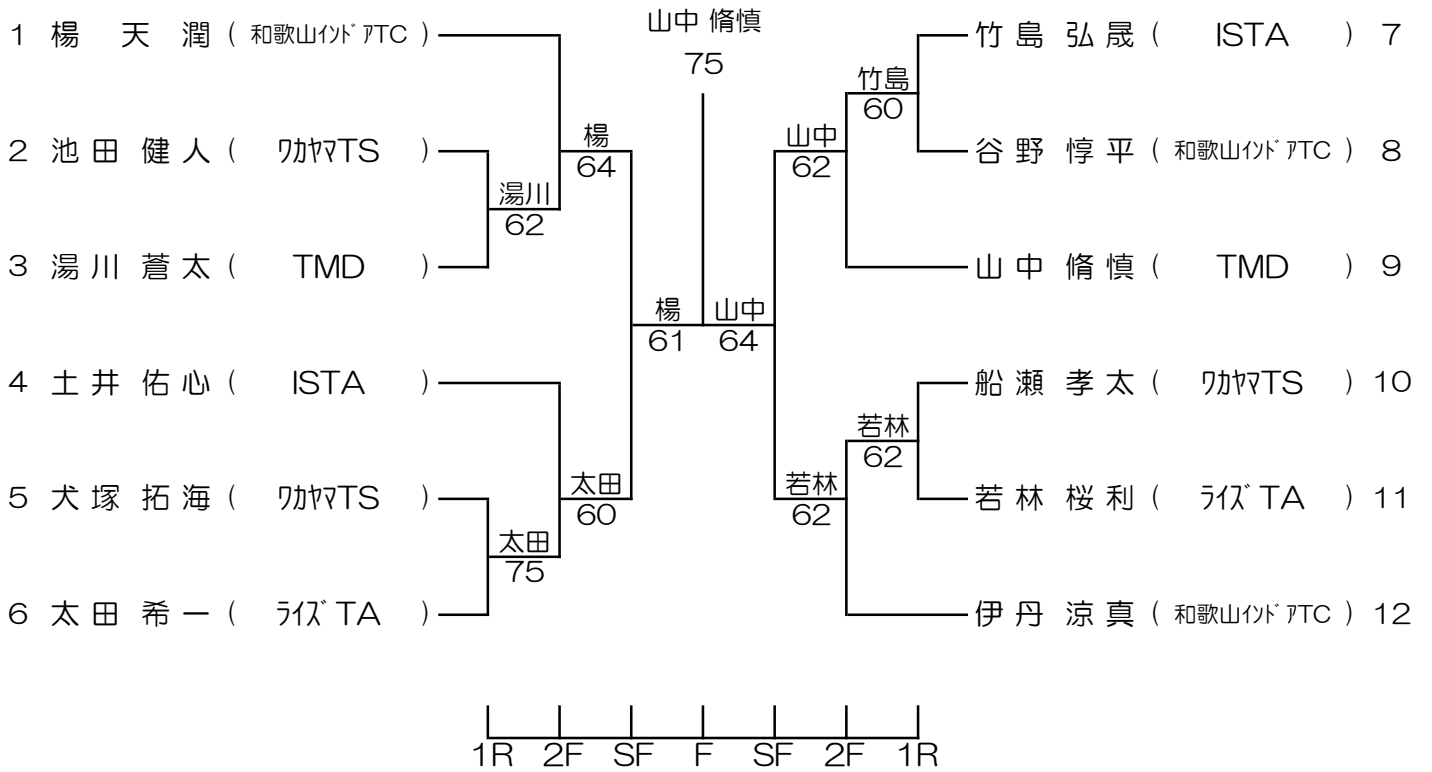 山中 脩慎
75
1 楊 天 潤 ( 和歌山インドアTC )
2 池田 健人 ( ワカヤマTS )
3 湯川 蒼太 ( TMD )
4 土井 佑心 ( ISTA )
5 犬塚 拓海 ( ワカヤマTS )
6 太田 希一 ( ライズTA )
湯川
62
太田
75
楊
64
太田
60
楊
61
山中
64
山中
62
若林
62
竹島
60
若林
62
竹島 弘晟 ( ISTA ) 7
谷野 惇平 ( 和歌山インドアTC ) 8
山中 脩慎 ( TMD ) 9
船瀬 孝太 ( ワカヤマTS ) 10
若林 桜利 ( ライズTA ) 11
伊丹 涼真 ( 和歌山インドアTC ) 12
1R 2F SF F SF 2F 1R